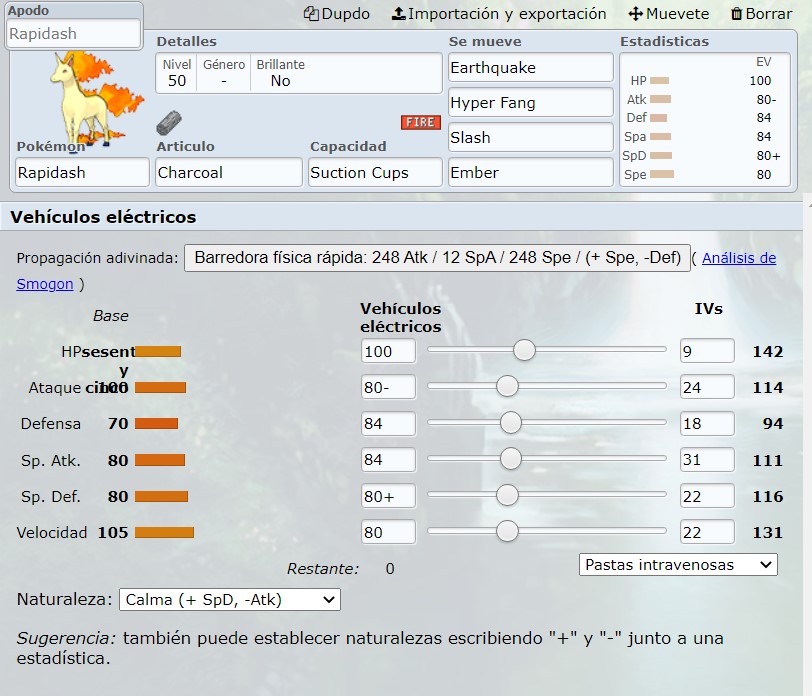 Apodo
Rapidash
Dupdo Importación y exportación Muevete Borrar
Detalles
Nivel Género Brillante
50 - No
FIRE
Pokémon Articulo Capacidad
Rapidash Charcoal Suction Cups
Se mueve
Earthquake
Hyper Fang
Slash
Ember
Estadisticas
EV
HP 100
Atk 80-
Def 84
Spa 84
SpD 80+
Spe 80
Vehículos eléctricos
Propagación adivinada: Barredora física rápida: 248 Atk / 12 SpA / 248 Spe / (+ Spe, -Def) ( Análisis de
Smogon )
Base Vehículos eléctricos IVs
HP sesent y cinco 100 9 142
Ataque 100 80- 24 114
Defensa 70 84 18 94
Sp. Atk. 80 84 31 111
Sp. Def. 80 80+ 22 116
Velocidad 105 80 22 131
Restante: 0 Pastas intravenosas
Naturaleza: Calma (+ SpD, -Atk)
Sugerencia: también puede establecer naturalezas escribiendo "+" y "-" junto a una
estadística.